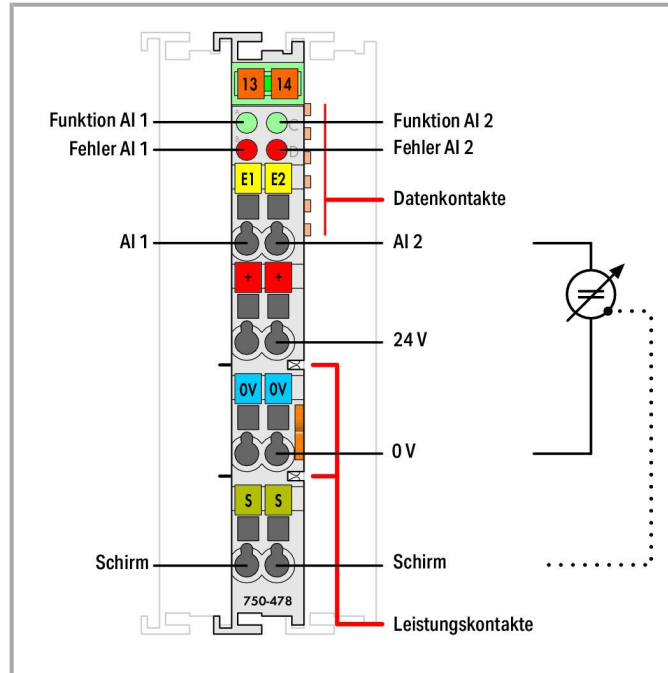 13 14
Funktion AI 1
Funktion AI 2
A
C
Fehler AI 1
Fehler AI 2
D
E1 E2
Datenkontakte
AI 1
AI 2
+ +
24 V
0V 0V
0 V
S S
Schirm
Schirm
750-478
Leistungskontakte